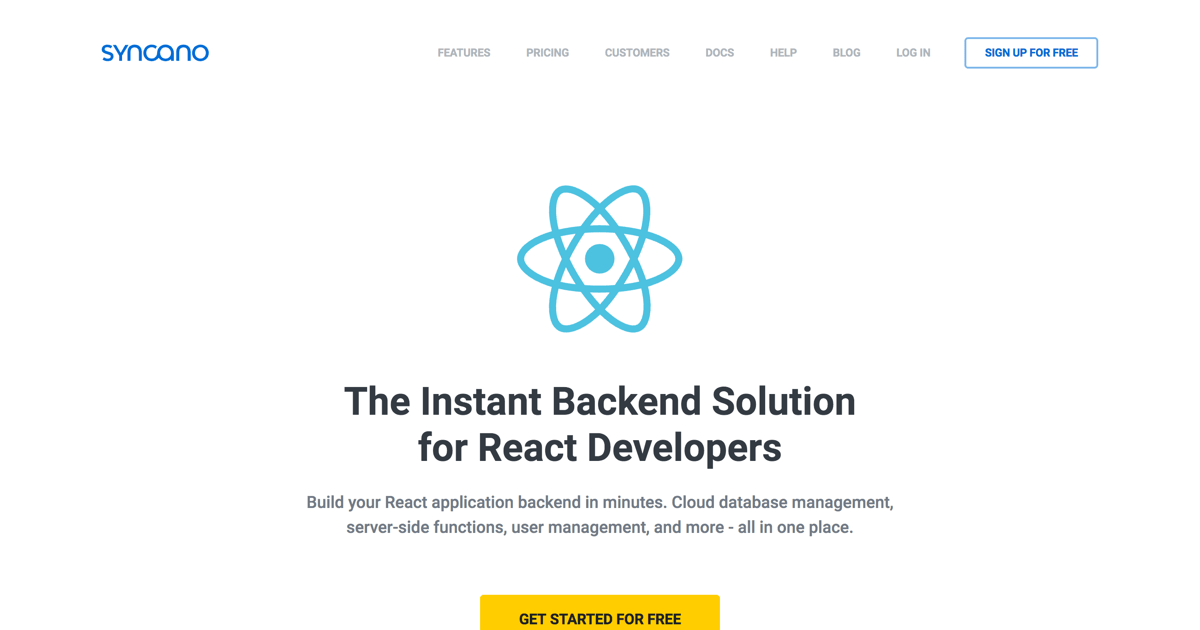 SYNCANO
FEATURES PRICING CUSTOMERS DOCS HELP BLOG LOG IN SIGN UP FOR FREE
The Instant Backend Solution
for React Developers
Build your React application backend in minutes. Cloud database management,
server-side functions, user management, and more - all in one place.
GET STARTED FOR FREE